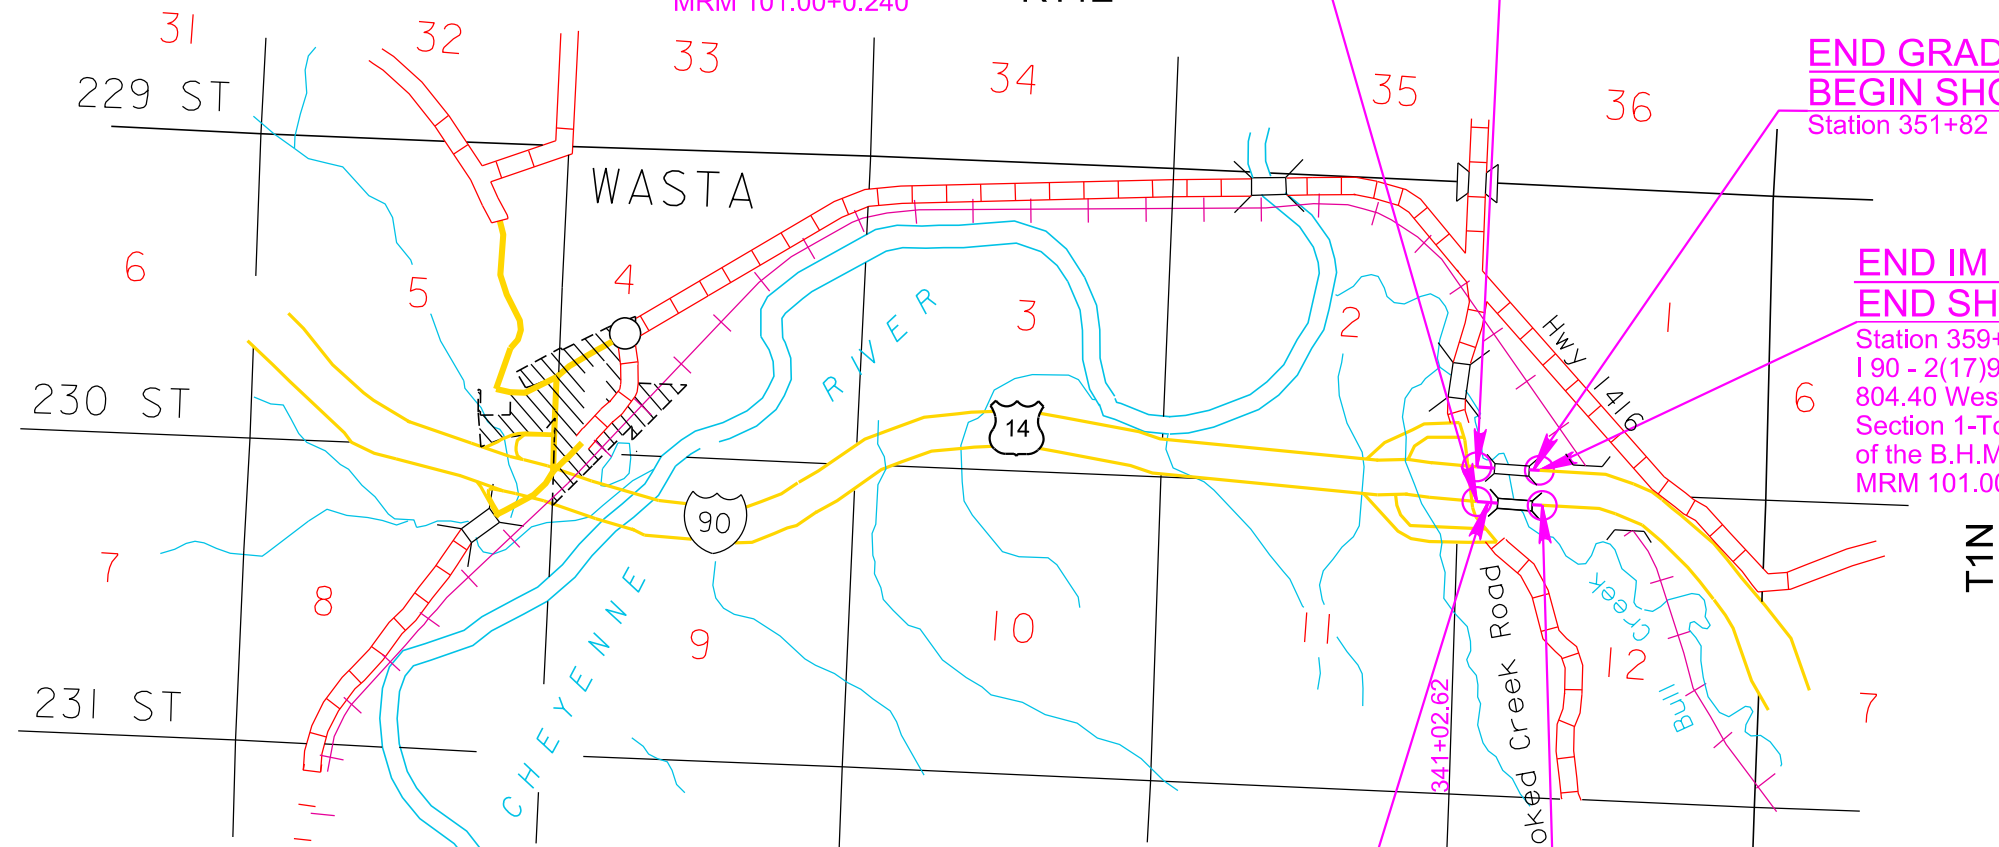 MRM 101.00+0.240
31
32
33
34
35
36
END GRAD
BEGIN SHO
Station 351+82
229 ST
WASTA
6
5
4
3
2
1
END IM
END SH
Station 359+
I 90 - 2(17)9
804.40 Wes
Section 1-To
of the B.H.M
MRM 101.00
RIVER
Hwy 1416
230 ST
14
6
90
T1N
7
8
9
10
11
12
7
CHEYENNE
Creek
Bull
oked Creek Road
341+02.62
231 ST